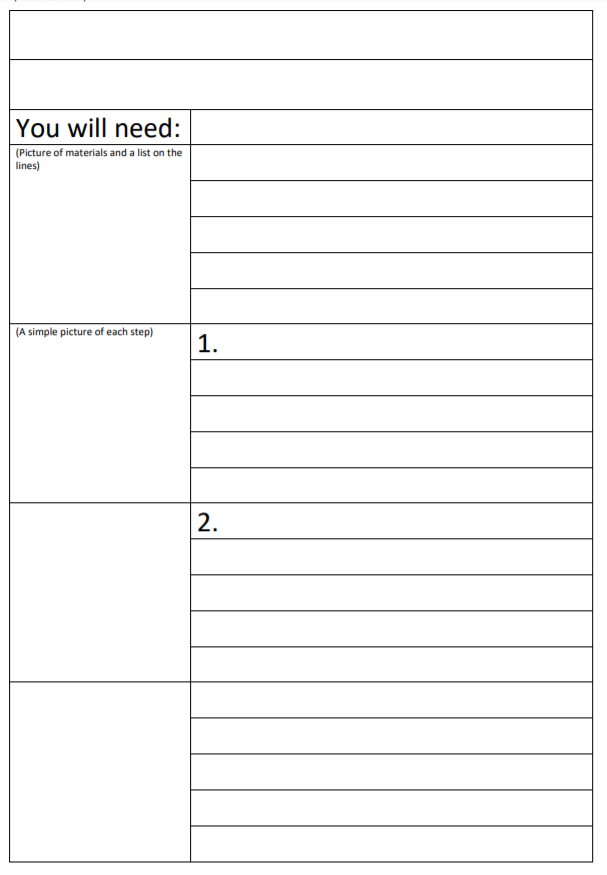 You will need:
(Picture of materials and a list on the
lines)
(A simple picture of each step)
1.
2.